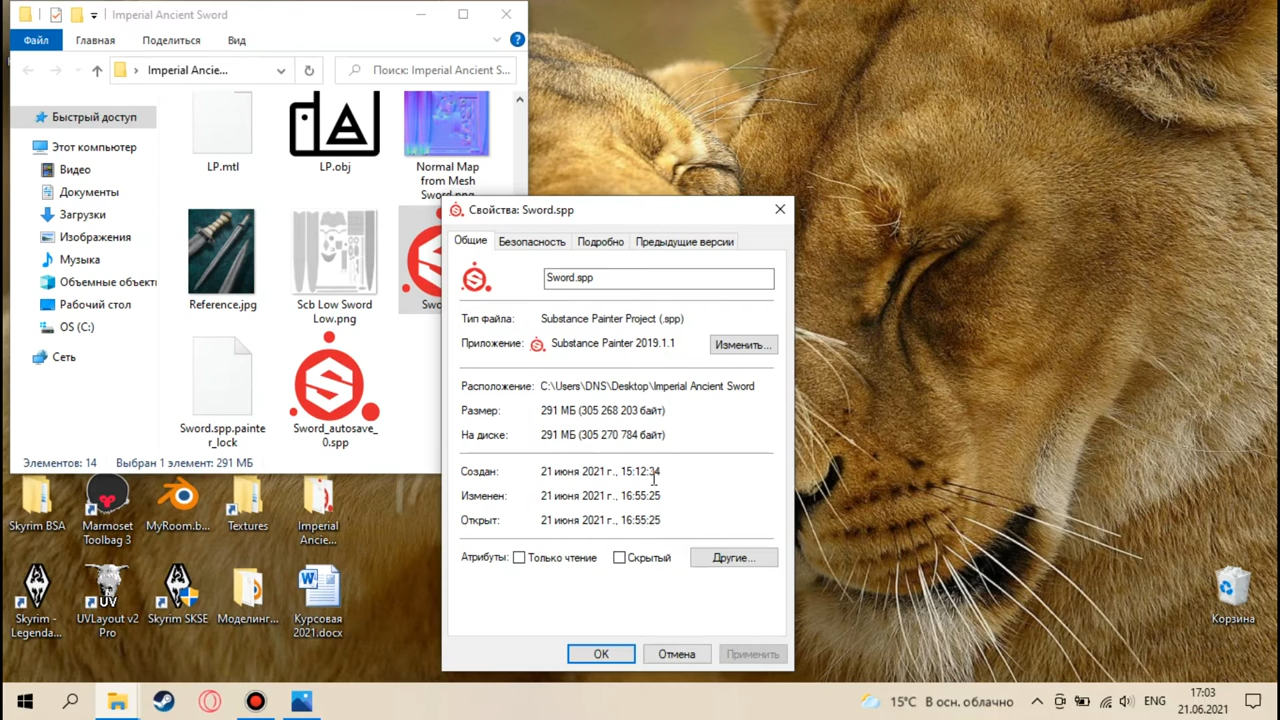 Imperial Ancient Sword
Файл
Главная
Поделиться
Вид
Imperial Ancie...
Поиск: Imperial Ancient S...
Быстрый доступ
Этот компьютер
Видео
Документы
Загрузки
Изображения
Музыка
Объемные объекты
Рабочий стол
OS (C:)
Сеть
LP.mtl
LP.obj
Normal Map
from Mesh
Sword.png
Reference.jpg
Scb Low Sword
Low.png
Swo
Sword.spp.painte
r_lock
Sword_autosave_
0.spp
Элементов: 14
Выбран 1 элемент: 291 МБ
Свойства: Sword.spp
Общие
Безопасность
Подробно
Предыдущие версии
Sword.spp
Тип файла: Substance Painter Project (.spp)
Приложение: Substance Painter 2019.1.1
Изменить...
Расположение: C:\Users\DNS\Desktop\Imperial Ancient Sword
Размер: 291 МБ (305 268 203 байт)
На диске: 291 МБ (305 270 784 байт)
Создан: 21 июня 2021 г., 15:12:34
Изменен: 21 июня 2021 г., 16:55:25
Открыт: 21 июня 2021 г., 16:55:25
Атрибуты: Только чтение Скрытый Другие...
OK
Отмена
Применить
Skyrim BSA
Marmoset
Toolbag 3
MyRoom.b...
Textures
Imperial
Ancie...
Skyrim -
Legenda...
UVLayout v2
Pro
Skyrim SKSE
Моделинг...
Курсовая
2021.docx
Корзина
15°C В осн. облачно
ENG
17:03
21.06.2021